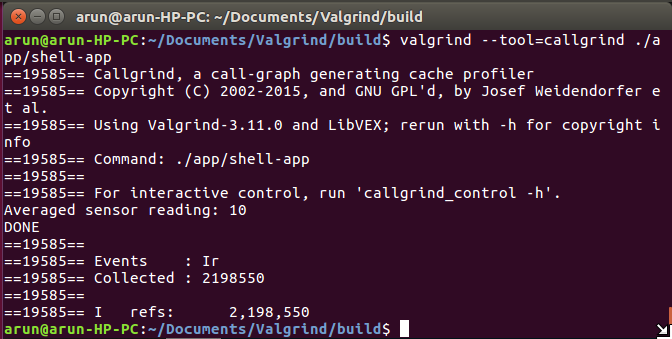 arun@arun-HP-PC: ~/Documents/Valgrind/build
arun@arun-HP-PC:~/Documents/Valgrind/build$ valgrind --tool=callgrind ./a
pp/shell-app
==19585== Callgrind, a call-graph generating cache profiler
==19585== Copyright (C) 2002-2015, and GNU GPL'd, by Josef Weidendorfer e
t al.
==19585== Using Valgrind-3.11.0 and LibVEX; rerun with -h for copyright i
nfo
==19585== Command: ./app/shell-app
==19585==
==19585== For interactive control, run 'callgrind_control -h'.
Averaged sensor reading: 10
DONE
==19585==
==19585== Events    : Ir
==19585== Collected : 2198550
==19585==
==19585== I   refs:      2,198,550
arun@arun-HP-PC:~/Documents/Valgrind/build$